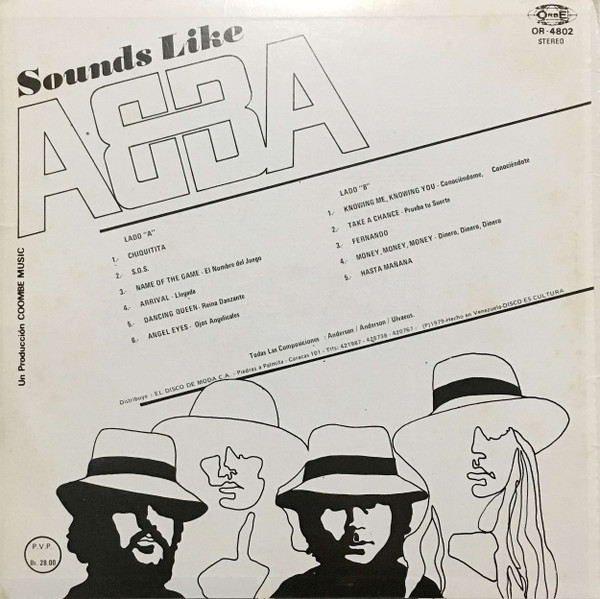 ORBE
OR-4802
STEREO
Sounds Like
ABBA
Un Producción COOMBE MUSIC
LADO "A"
1.- CHUQUITITA
2.- S.O.S.
3.- NAME OF THE GAME - El Nombre del Juego
4.- ARRIVAL - Llegada
5.- DANCING QUEEN - Reina Danzante
6.- ANGEL EYES - Ojos Angelicales
LADO "B"
1.- KNOWING ME, KNOWING YOU - Conociéndome, Conociéndote
2.- TAKE A CHANCE - Prueba tu Suerte
3.- FERNANDO
4.- MONEY, MONEY, MONEY - Dinero, Dinero, Dinero
5.- HASTA MAÑANA
Todas Las Composiciones : Anderson / Anderson / Ulvaeus.
Distribuye : EL DISCO DE MODA C.A. - Piedras a Palmita - Caracas 101 - Tlfs: 421987 - 428736 - 420767 - (P)1979-Hecho en Venezuela-DISCO ES CULTURA
P.V.P.
Bs. 28.00